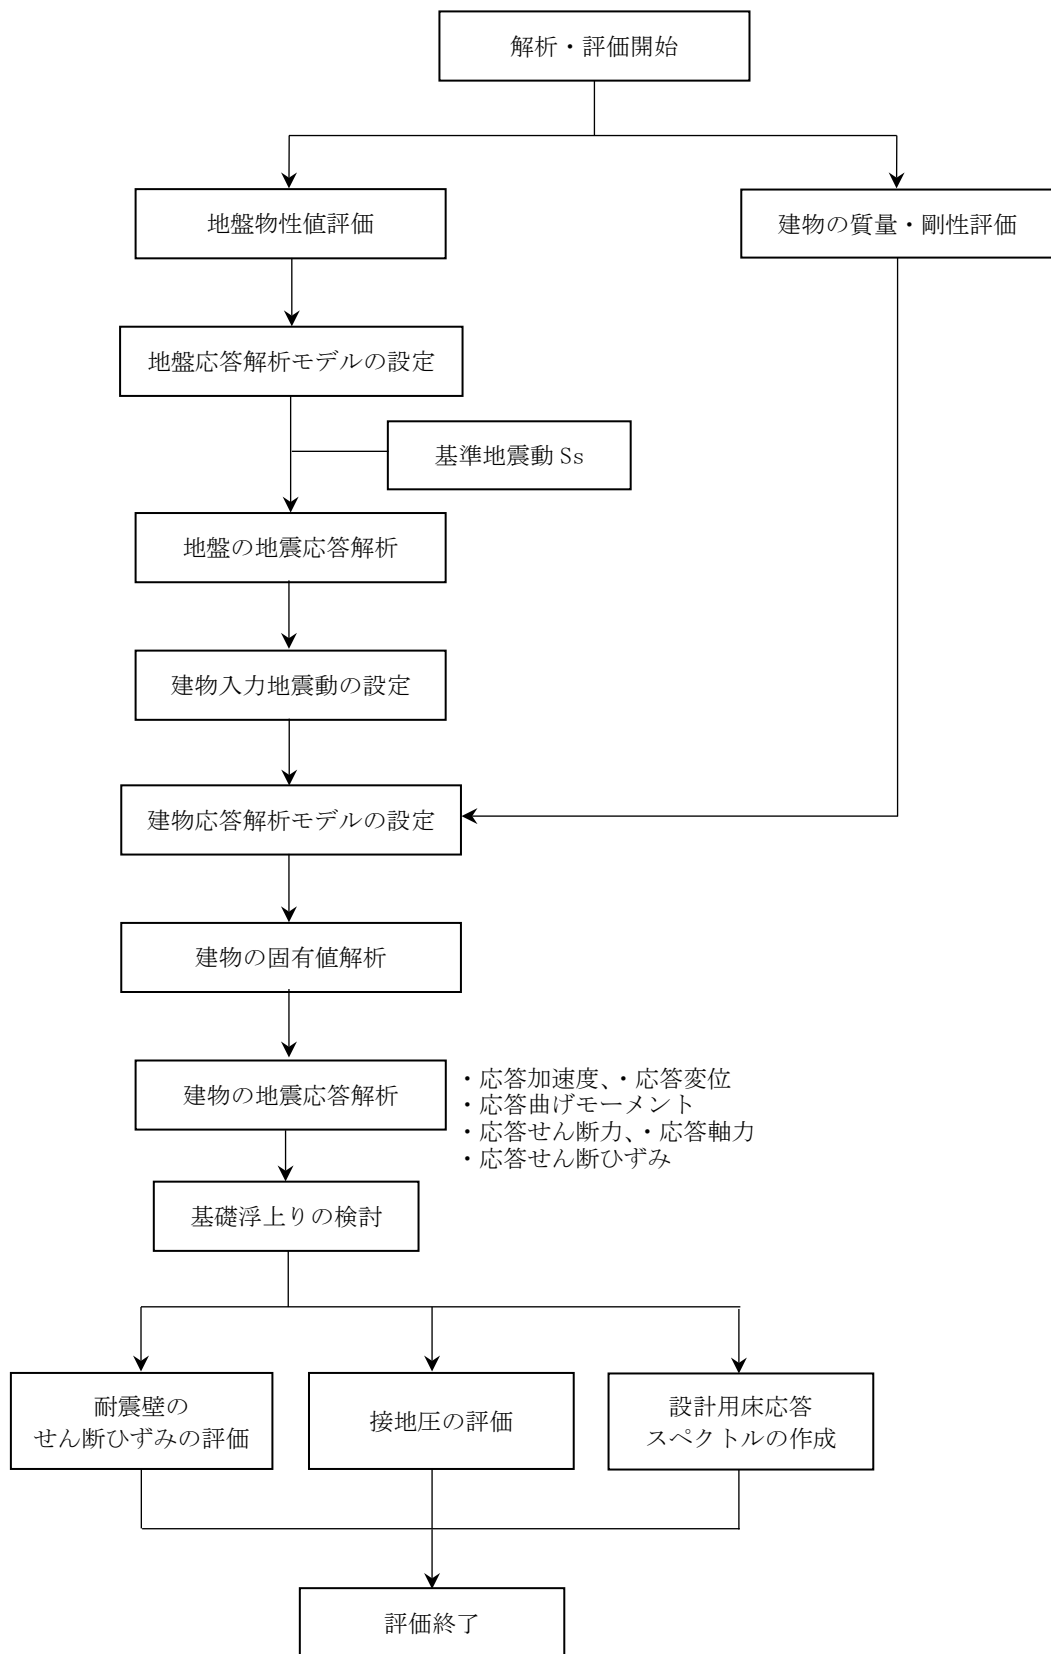 解析・評価開始
地盤物性値評価
建物の質量・剛性評価
地盤応答解析モデルの設定
基準地震動 Ss
地盤の地震応答解析
建物入力地震動の設定
建物応答解析モデルの設定
建物の固有値解析
建物の地震応答解析
・応答加速度、・応答変位
・応答曲げモーメント
・応答せん断力、・応答軸力
・応答せん断ひずみ
基礎浮上りの検討
耐震壁の
せん断ひずみの評価
接地圧の評価
設計用床応答
スペクトルの作成
評価終了